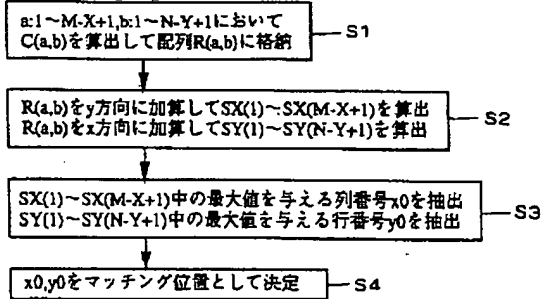 a:1~M-X+1,b:1~N-Y+1において
C(a,b)を算出して配列R(a,b)に格納
S1
R(a,b)をy方向に加算してSX(1)~SX(M-X+1)を算出
R(a,b)をx方向に加算してSY(1)~SY(N-Y+1)を算出
S2
SX(1)~SX(M-X+1)中の最大値を与える列番号x0を抽出
SY(1)~SY(N-Y+1)中の最大値を与える行番号y0を抽出
S3
x0,y0をマッチング位置として決定
S4